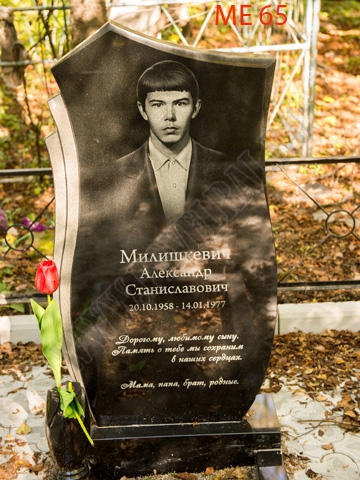 ME 65
Милишкевич
Александр
Станиславович
20.10.1958 - 14.01.1977
Дорогому, любимому сыну.
Память о тебе мы сохраним
в наших сердцах.
Мама, папа, брат, родные.